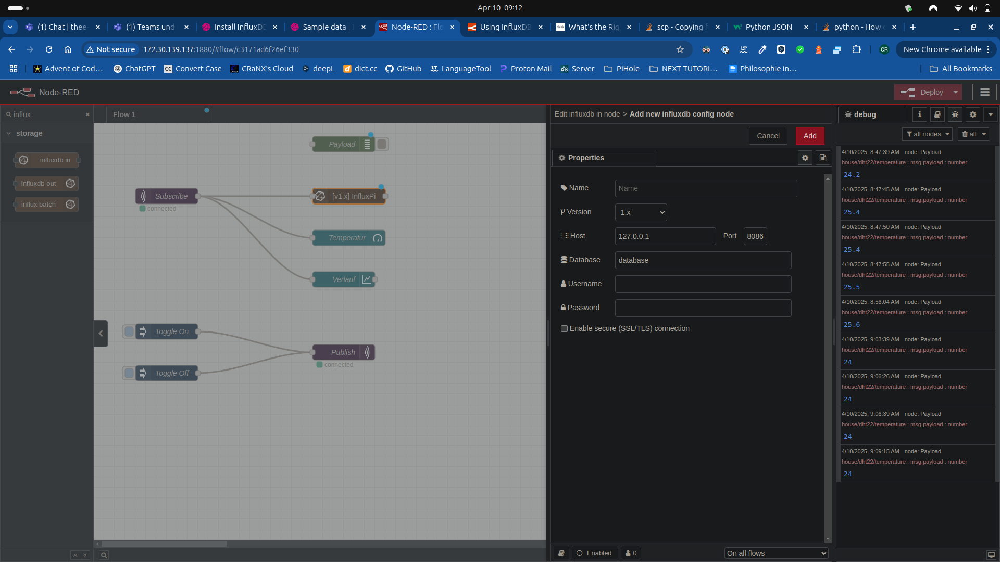 Apr 10 09:12
(1) Chat | thee
(1) Teams und
Install InfluxDB
Sample data |
Node-RED : Flo
Using InfluxDB
What's the Rig
scp - Copying f
Python JSON
python - How
Not secure
172.30.139.137:1880/#flow/c3171ad6f26ef330
CR
New Chrome available
Advent of Cod...
ChatGPT
CC Convert Case
CRaNX's Cloud
deepL
dict.cc
GitHub
LanguageTool
Proton Mail
Server
PiHole
NEXT TUTORI...
Philosophie in...
All Bookmarks
Node-RED
Deploy
influx
storage
influxdb in
influxdb out
influx batch
Flow 1
Payload
Subscribe
connected
[v1.x] InfluxPi
Temperatur
Verlauf
Toggle On
Toggle Off
Publish
connected
Edit influxdb in node > Add new influxdb config node
Cancel
Add
Properties
Name
Name
Version
1.x
Host
127.0.0.1
Port
8086
Database
database
Username
Password
Enable secure (SSL/TLS) connection
Enabled
0
On all flows
debug
all nodes
all
4/10/2025, 8:47:39 AM node: Payload
house/dht22/temperature : msg.payload : number
24.2
4/10/2025, 8:47:45 AM node: Payload
house/dht22/temperature : msg.payload : number
25.4
4/10/2025, 8:47:50 AM node: Payload
house/dht22/temperature : msg.payload : number
25.4
4/10/2025, 8:47:55 AM node: Payload
house/dht22/temperature : msg.payload : number
25.5
4/10/2025, 8:56:04 AM node: Payload
house/dht22/temperature : msg.payload : number
25.6
4/10/2025, 9:03:39 AM node: Payload
house/dht22/temperature : msg.payload : number
24
4/10/2025, 9:06:26 AM node: Payload
house/dht22/temperature : msg.payload : number
24
4/10/2025, 9:06:39 AM node: Payload
house/dht22/temperature : msg.payload : number
24
4/10/2025, 9:09:15 AM node: Payload
house/dht22/temperature : msg.payload : number
24